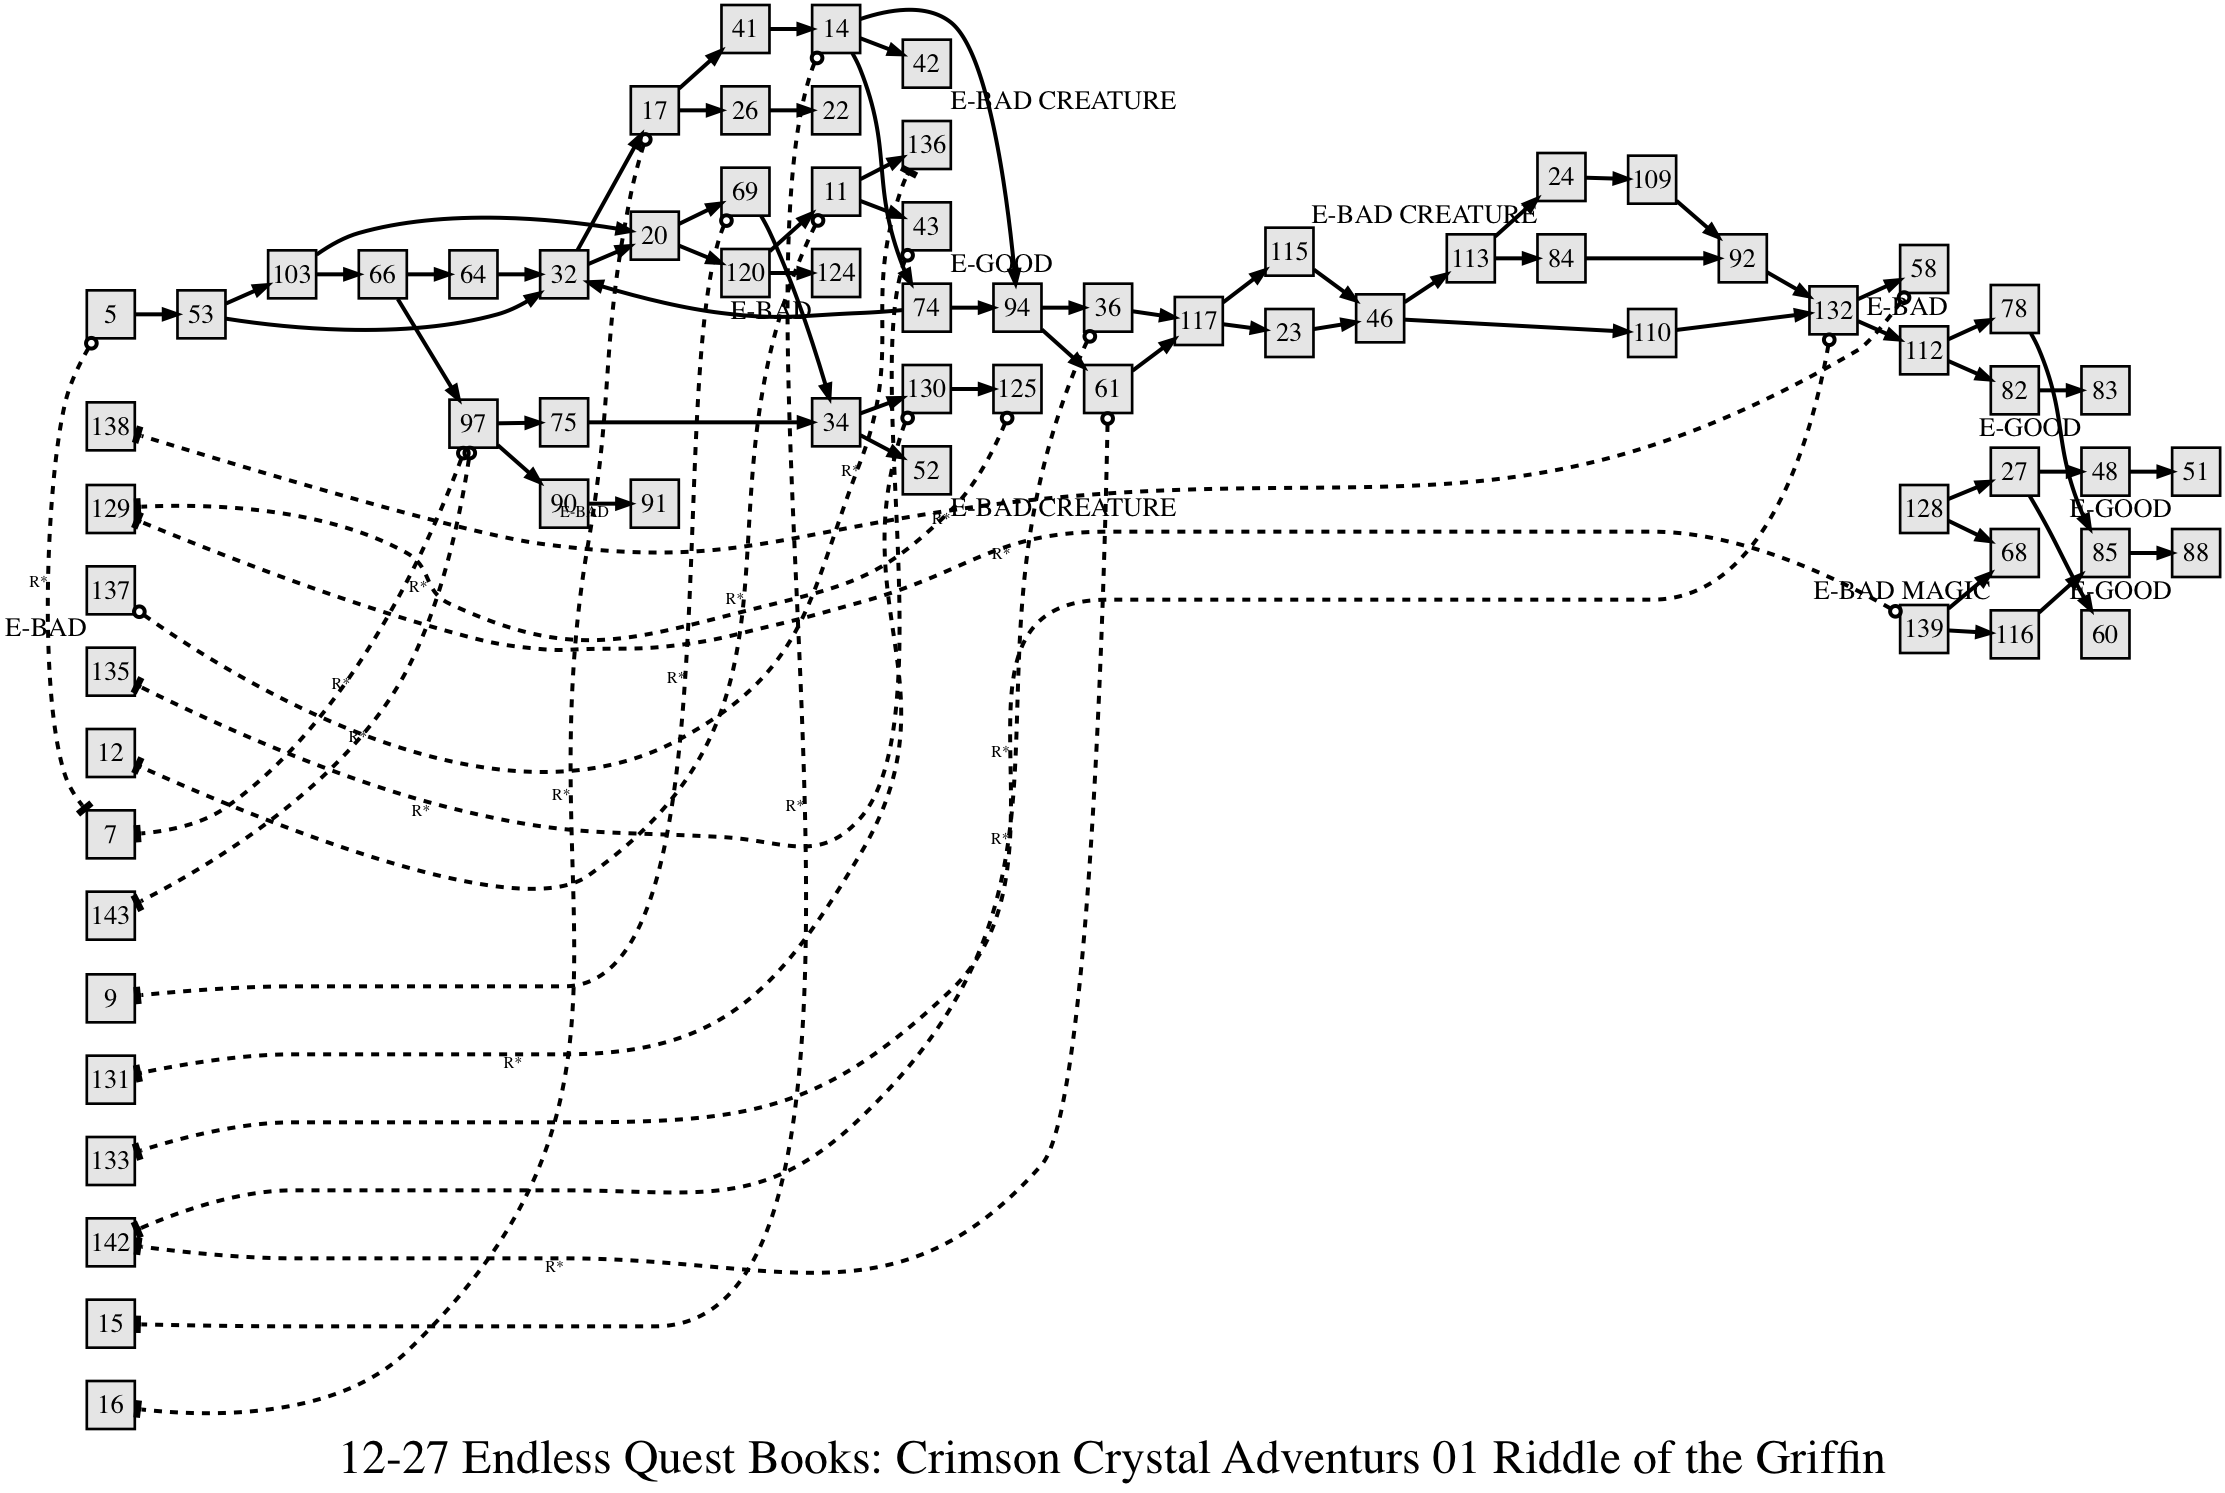 41
14
42
E-BAD CREATURE
17
26
22
136
69
11
43
20
E-GOOD
120
124
E-BAD
103
66
64
32
5
53
74
94
36
117
115
23
46
E-BAD CREATURE
113
24
109
84
92
110
132
58
E-BAD
112
78
82
83
E-GOOD
138
97
75
34
130
125
61
R*
52
E-BAD CREATURE
90
E-BAD
91
R*
27
48
51
E-GOOD
128
68
85
88
E-GOOD
E-BAD MAGIC
139
116
60
129
R*
R*
R*
R*
137
E-BAD
135
R*
R*
12
R*
R*
R*
R*
R*
7
R*
143
9
131
R*
133
142
R*
15
16
12-27 Endless Quest Books: Crimson Crystal Adventurs 01 Riddle of the Griffin